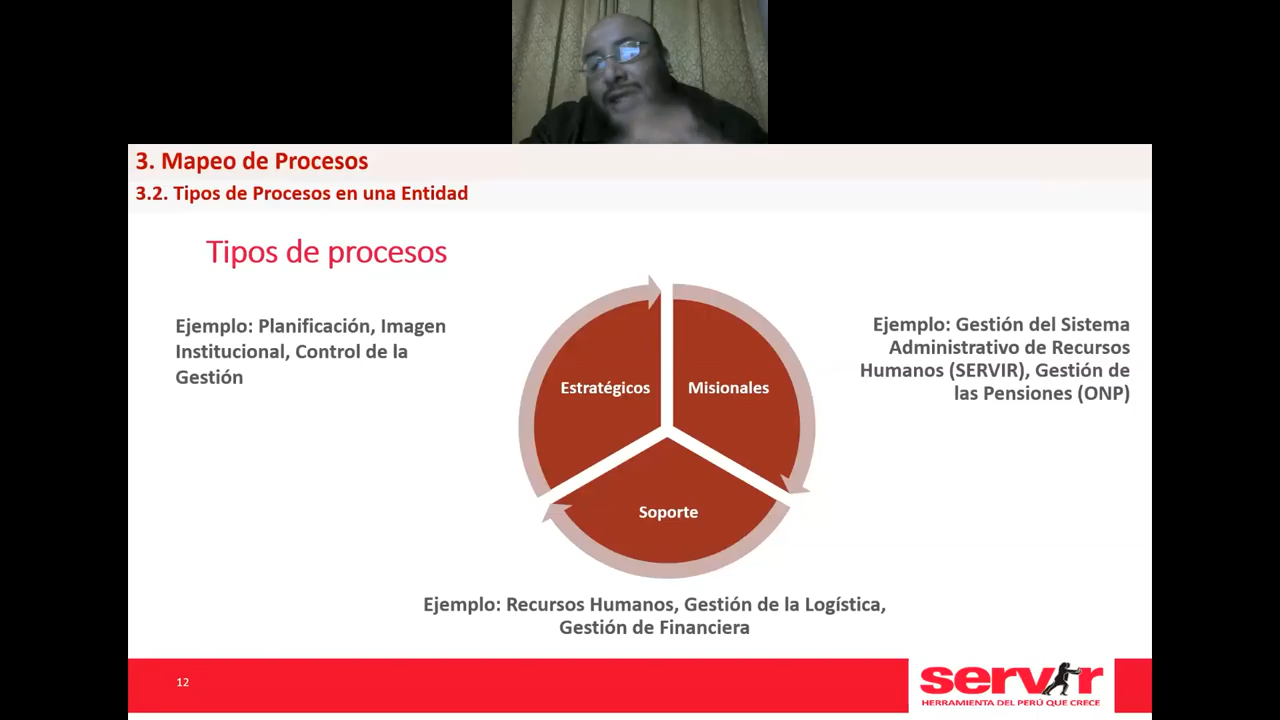 3. Mapeo de Procesos
3.2. Tipos de Procesos en una Entidad
Tipos de procesos
Ejemplo: Planificación, Imagen
Institucional, Control de la
Gestión
Estratégicos
Misionales
Soporte
Ejemplo: Gestión del Sistema
Administrativo de Recursos
Humanos (SERVIR), Gestión de
las Pensiones (ONP)
Ejemplo: Recursos Humanos, Gestión de la Logística,
Gestión de Financiera
12
servir
HERRAMIENTA DEL PERÚ QUE CRECE